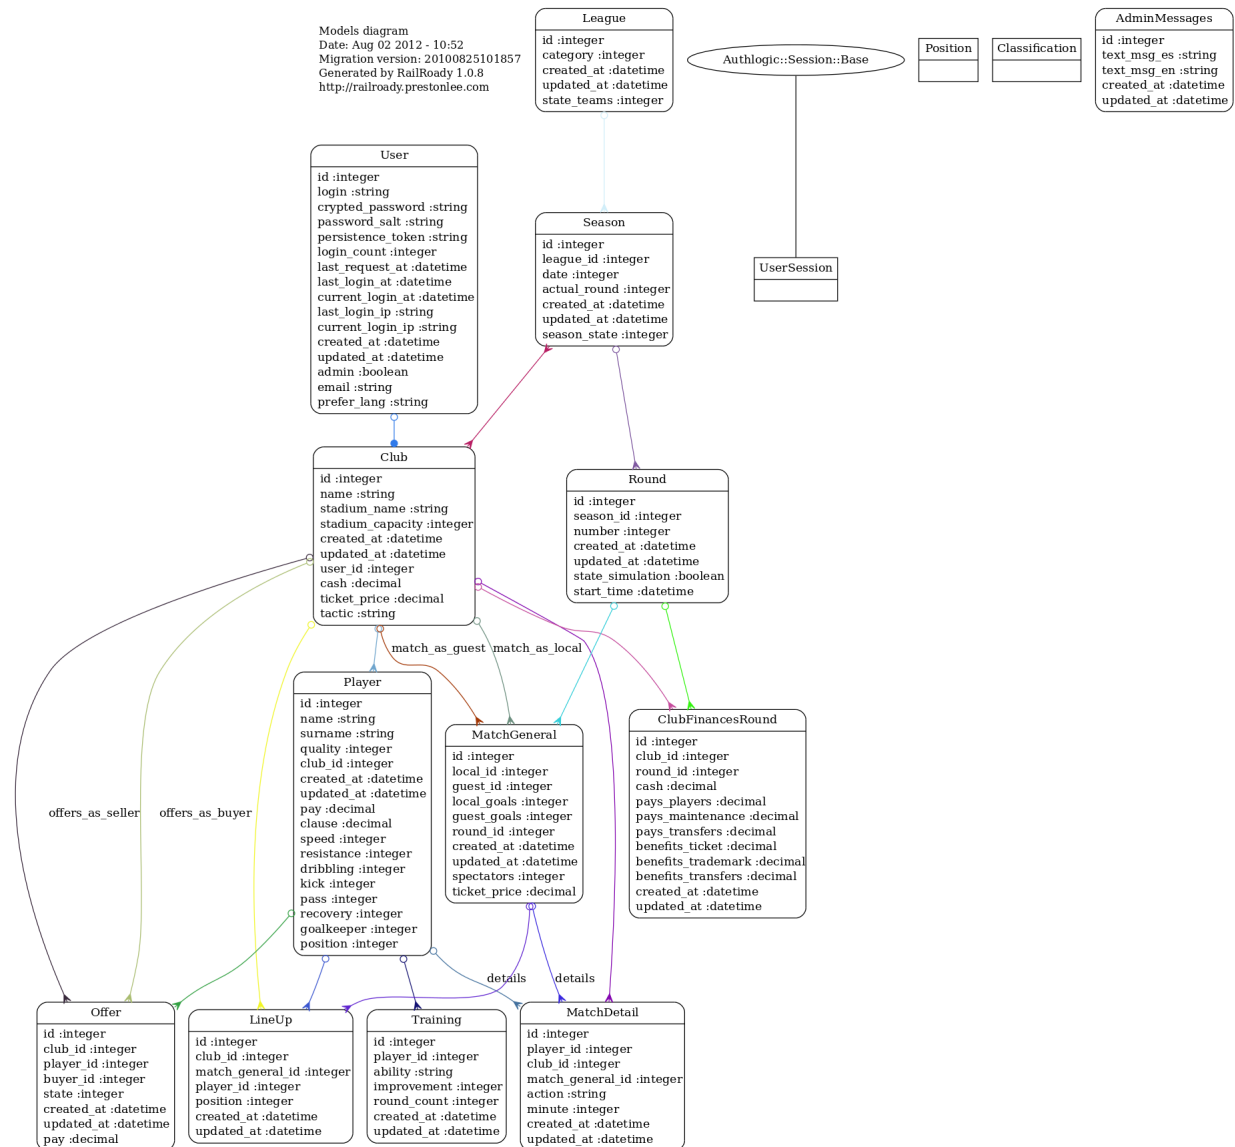 Models diagram
Date: Aug 02 2012 - 10:52
Migration version: 20100825101857
Generated by RailRoady 1.0.8
http://railroady.prestonlee.com
League
id :integer
category :integer
created_at :datetime
updated_at :datetime
state_teams :integer
Authlogic::Session::Base
Position
Classification
AdminMessages
id :integer
text_msg_es :string
text_msg_en :string
created_at :datetime
updated_at :datetime
User
id :integer
login :string
crypted_password :string
password_salt :string
persistence_token :string
login_count :integer
last_request_at :datetime
last_login_at :datetime
current_login_at :datetime
last_login_ip :string
current_login_ip :string
created_at :datetime
updated_at :datetime
admin :boolean
email :string
prefer_lang :string
Season
id :integer
league_id :integer
date :integer
actual_round :integer
created_at :datetime
updated_at :datetime
season_state :integer
UserSession
Club
id :integer
name :string
stadium_name :string
stadium_capacity :integer
created_at :datetime
updated_at :datetime
user_id :integer
cash :decimal
ticket_price :decimal
tactic :string
Round
id :integer
season_id :integer
number :integer
created_at :datetime
updated_at :datetime
state_simulation :boolean
start_time :datetime
match_as_guest
match_as_local
Player
id :integer
name :string
surname :string
quality :integer
club_id :integer
created_at :datetime
updated_at :datetime
pay :decimal
clause :decimal
speed :integer
resistance :integer
dribbling :integer
kick :integer
pass :integer
recovery :integer
goalkeeper :integer
position :integer
MatchGeneral
id :integer
local_id :integer
guest_id :integer
local_goals :integer
guest_goals :integer
round_id :integer
created_at :datetime
updated_at :datetime
spectators :integer
ticket_price :decimal
ClubFinancesRound
id :integer
club_id :integer
round_id :integer
cash :decimal
pays_players :decimal
pays_maintenance :decimal
pays_transfers :decimal
benefits_ticket :decimal
benefits_trademark :decimal
benefits_transfers :decimal
created_at :datetime
updated_at :datetime
offers_as_seller
offers_as_buyer
details
details
Offer
id :integer
club_id :integer
player_id :integer
buyer_id :integer
state :integer
created_at :datetime
updated_at :datetime
pay :decimal
LineUp
id :integer
club_id :integer
match_general_id :integer
player_id :integer
position :integer
created_at :datetime
updated_at :datetime
Training
id :integer
player_id :integer
ability :string
improvement :integer
round_count :integer
created_at :datetime
updated_at :datetime
MatchDetail
id :integer
player_id :integer
club_id :integer
match_general_id :integer
action :string
minute :integer
created_at :datetime
updated_at :datetime